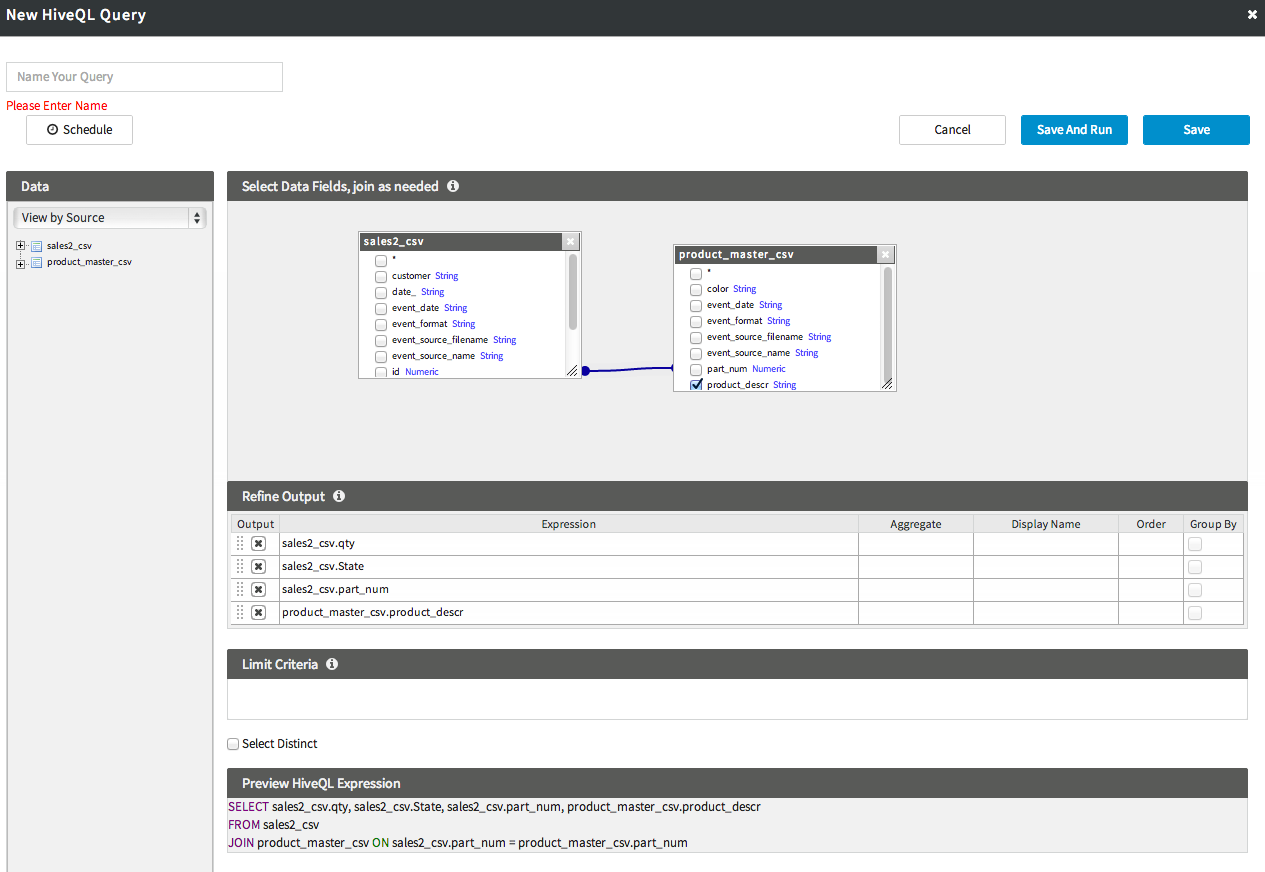 New HiveQL Query
Name Your Query
Please Enter Name
Schedule
Cancel
Save And Run
Save
Data
View by Source
sales2_csv
product_master_csv
Select Data Fields, join as needed
sales2_csv
*
customer String
date_ String
event_date String
event_format String
event_source_filename String
event_source_name String
id Numeric
product_master_csv
*
color String
event_date String
event_format String
event_source_filename String
event_source_name String
part_num Numeric
product_descr String
Refine Output
Output Expression Aggregate Display Name Order Group By
sales2_csv.qty
sales2_csv.State
sales2_csv.part_num
product_master_csv.product_descr
Limit Criteria
Select Distinct
Preview HiveQL Expression
SELECT sales2_csv.qty, sales2_csv.State, sales2_csv.part_num, product_master_csv.product_descr
FROM sales2_csv
JOIN product_master_csv ON sales2_csv.part_num = product_master_csv.part_num